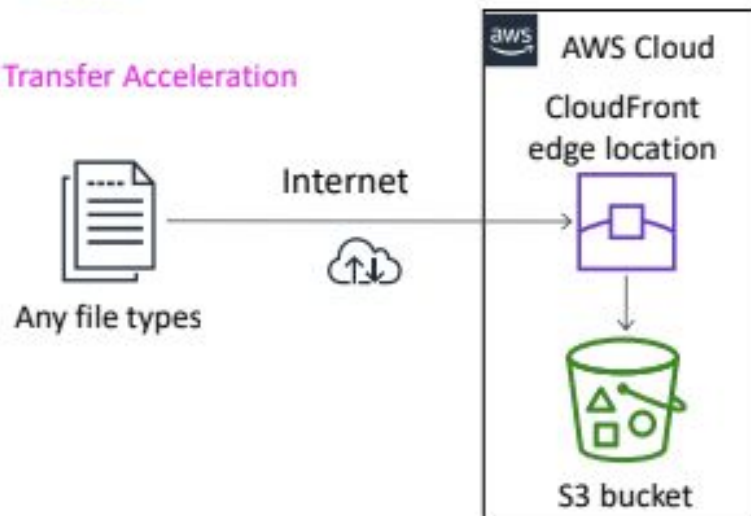 aws
AWS Cloud
Transfer Acceleration
CloudFront
edge location
Internet
Any file types
S3 bucket